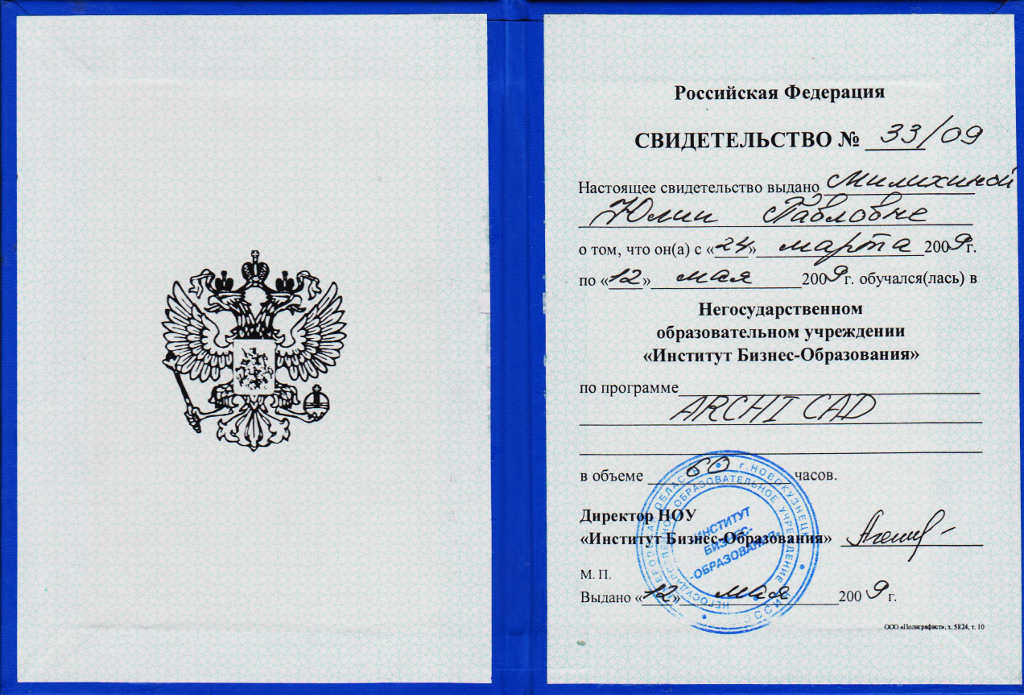 Российская Федерация
СВИДЕТЕЛЬСТВО № 33/09
Настоящее свидетельство выдано Милихиной
Юлии Павловне
о том, что он(а) с «24» марта 2009г.
по «12» мая 2009г. обучался(лась) в
Негосударственном
образовательном учреждении
«Институт Бизнес-Образования»
по программе
ARCHI CAD
в объеме 60 часов.
Директор НОУ
«Институт Бизнес-Образования»
М. П.
Выдано «12» мая 2009 г.
ООО «Полиграфист», з. 5824, т. 10
г. НОВОКУЗНЕЦК
НЕГОСУДАРСТВЕННОЕ ОБРАЗОВАТЕЛЬНОЕ УЧРЕЖДЕНИЕ
ИНСТИТУТ
БИЗНЕС-
ОБРАЗОВАНИЯ